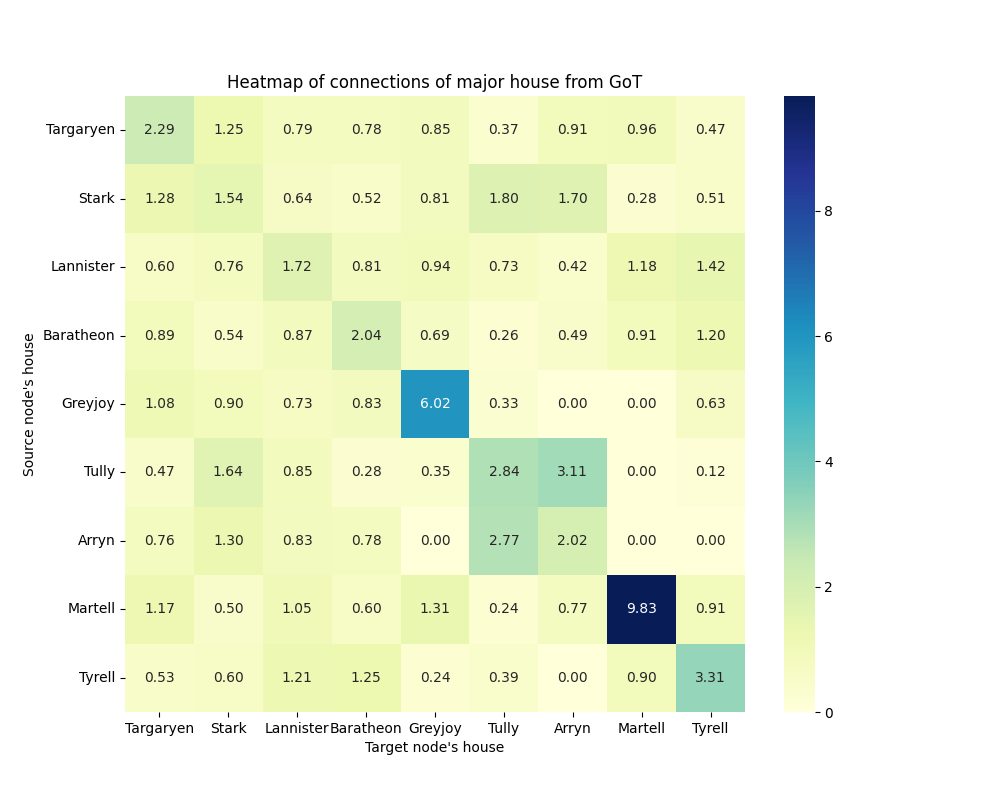 Heatmap of connections of major house from GoT
Targaryen 2.29 1.25 0.79 0.78 0.85 0.37 0.91 0.96 0.47
Stark 1.28 1.54 0.64 0.52 0.81 1.80 1.70 0.28 0.51
Lannister 0.60 0.76 1.72 0.81 0.94 0.73 0.42 1.18 1.42
Baratheon 0.89 0.54 0.87 2.04 0.69 0.26 0.49 0.91 1.20
Greyjoy 1.08 0.90 0.73 0.83 6.02 0.33 0.00 0.00 0.63
Tully 0.47 1.64 0.85 0.28 0.35 2.84 3.11 0.00 0.12
Arryn 0.76 1.30 0.83 0.78 0.00 2.77 2.02 0.00 0.00
Martell 1.17 0.50 1.05 0.60 1.31 0.24 0.77 9.83 0.91
Tyrell 0.53 0.60 1.21 1.25 0.24 0.39 0.00 0.90 3.31
Targaryen Stark Lannister Baratheon Greyjoy Tully Arryn Martell Tyrell
Target node's house
Source node's house
8
6
4
2
0